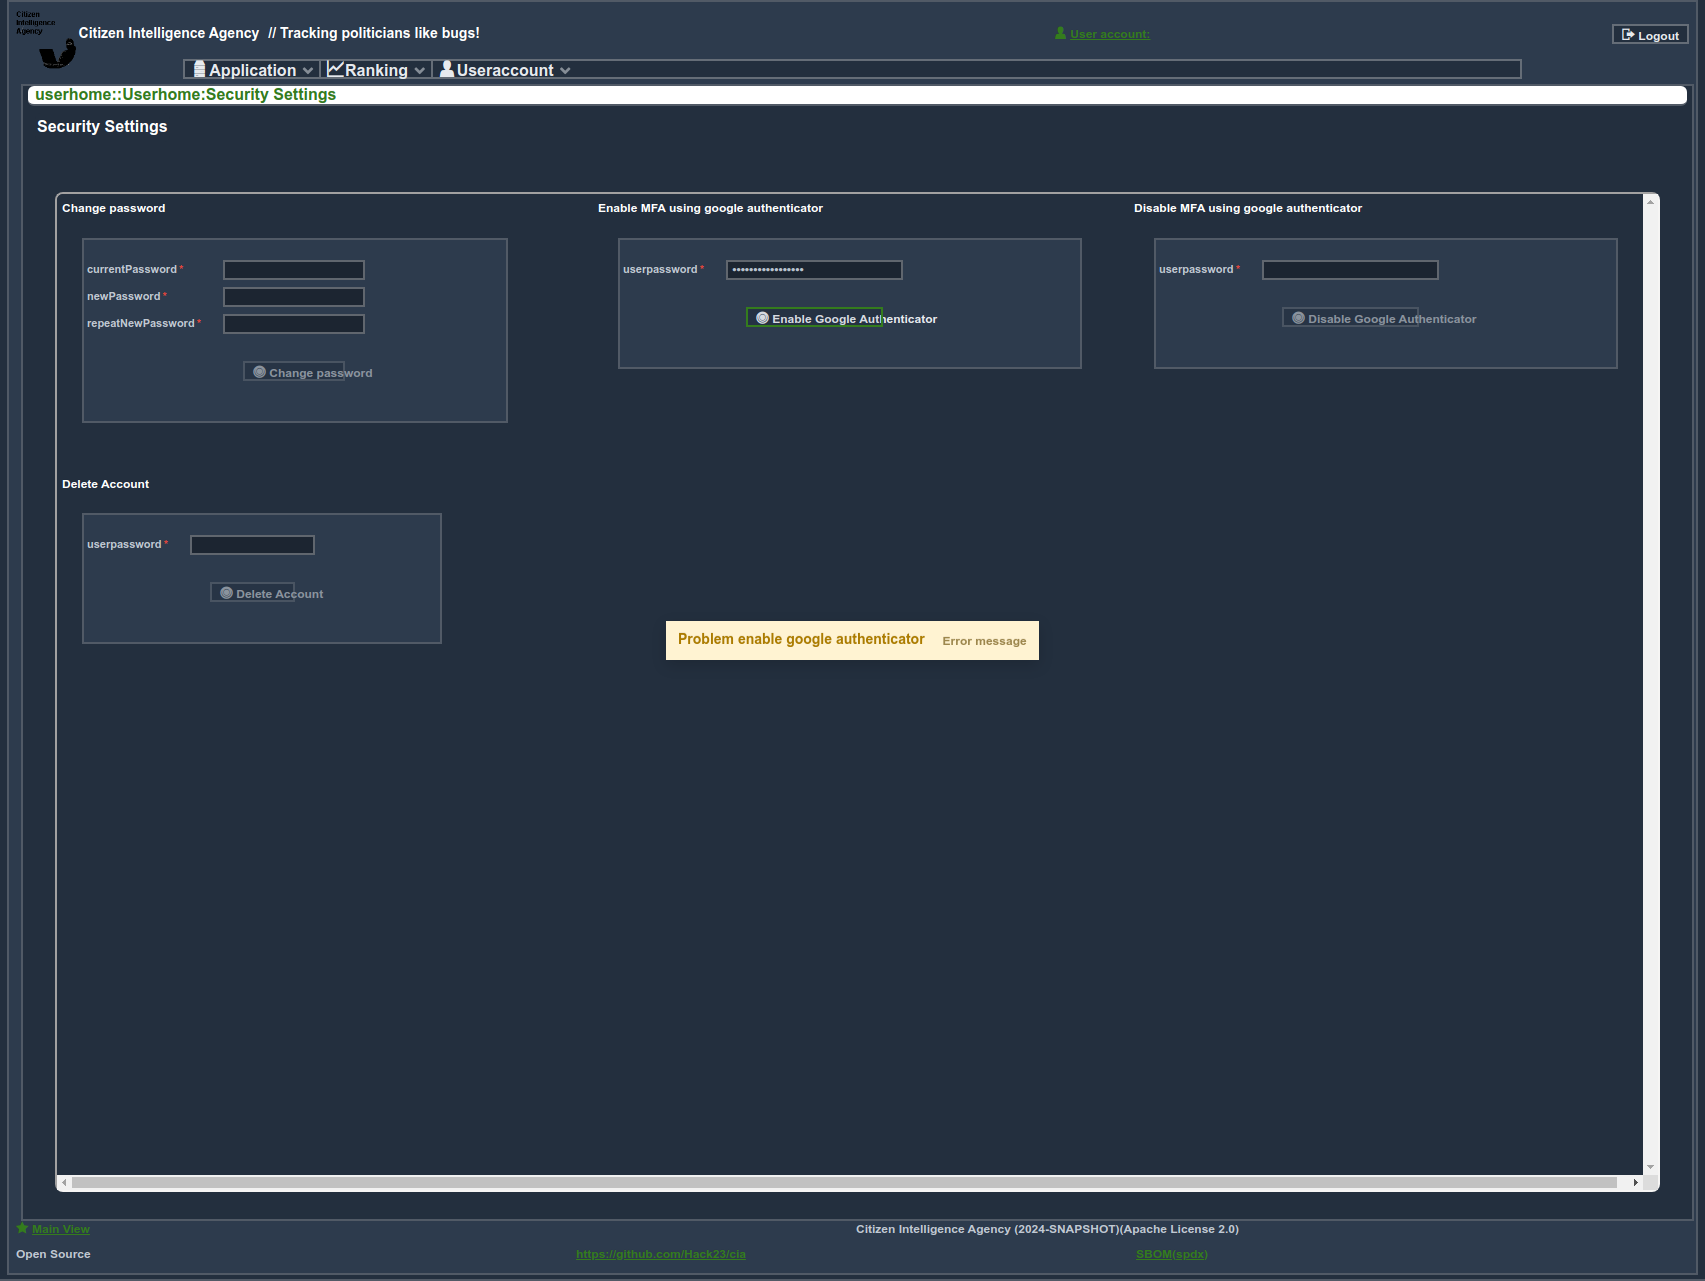 Citizen
Intelligence
Agency
Citizen Intelligence Agency // Tracking politicians like bugs!
User account:
Logout
Application
Ranking
Useraccount
userhome::Userhome:Security Settings
Security Settings
Change password
Enable MFA using google authenticator
Disable MFA using google authenticator
currentPassword*
newPassword*
repeatNewPassword*
Change password
userpassword*
•••••••••••••••••
Enable Google Authenticator
userpassword*
Disable Google Authenticator
Delete Account
userpassword*
Delete Account
Problem enable google authenticator Error message
Main View
Citizen Intelligence Agency (2024-SNAPSHOT)(Apache License 2.0)
Open Source
https://github.com/Hack23/cia
SBOM(spdx)